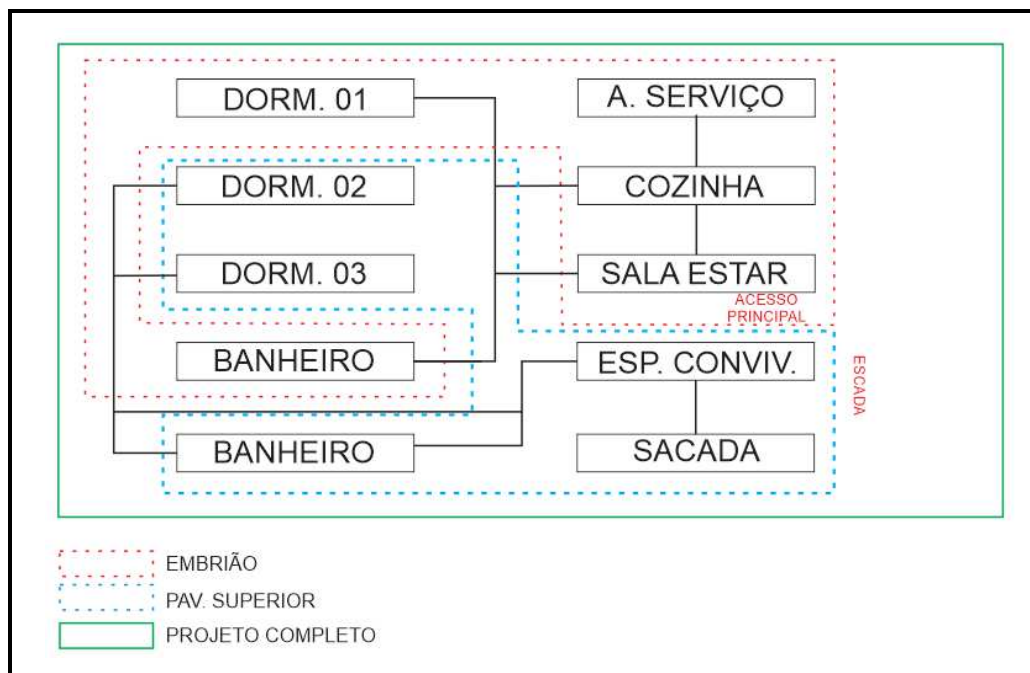 DORM. 01
A. SERVIÇO
DORM. 02
COZINHA
DORM. 03
SALA ESTAR
ACESSO
PRINCIPAL
BANHEIRO
ESP. CONVIV.
ESCADA
BANHEIRO
SACADA
EMBRIÃO
PAV. SUPERIOR
PROJETO COMPLETO